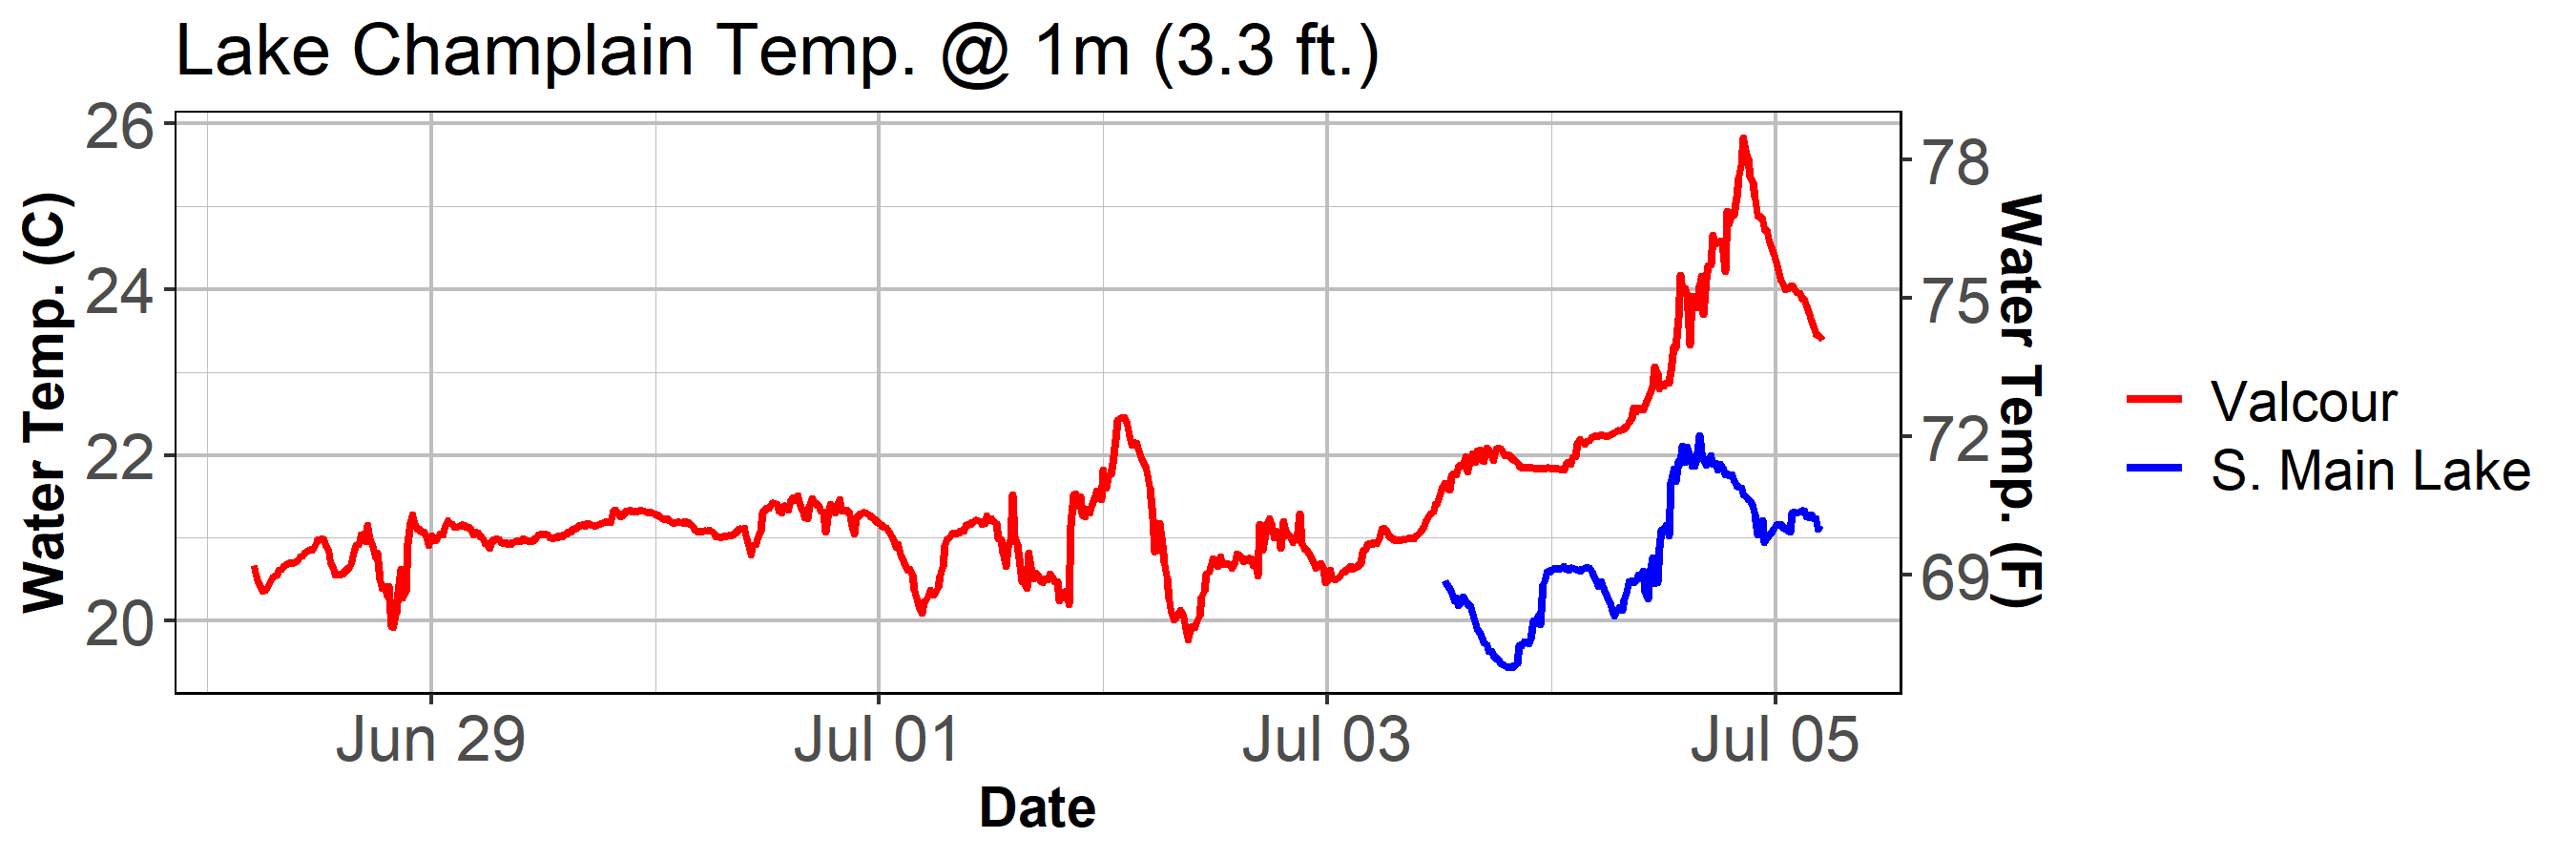 Lake Champlain Temp. @ 1m (3.3 ft.)
Water Temp. (C)
26
24
22
20
78
75
72
69
Water Temp. (F)
Jun 29
Jul 01
Jul 03
Jul 05
Date
Valcour
S. Main Lake